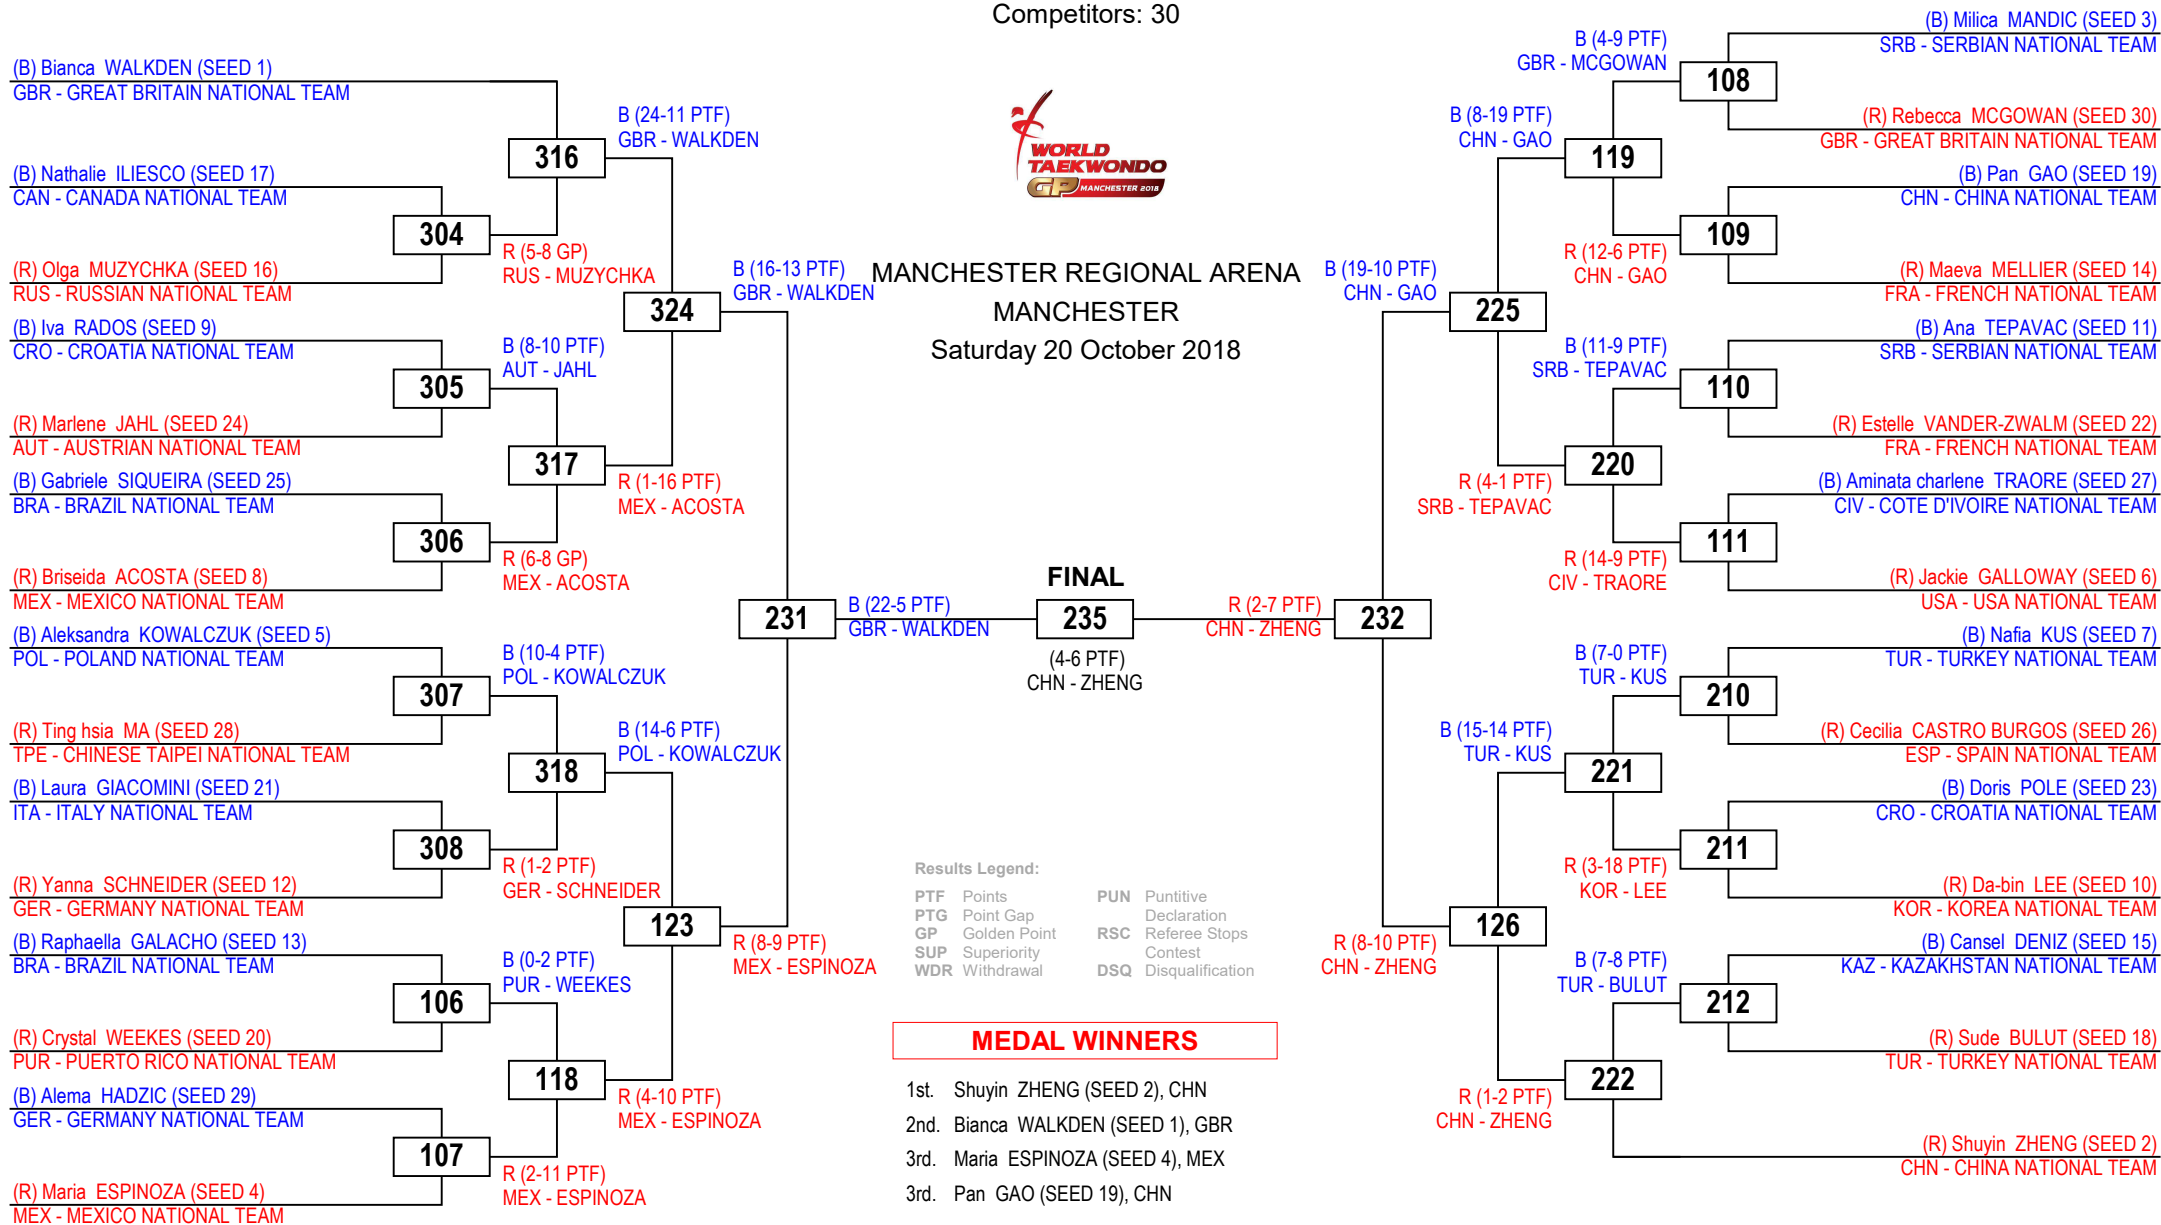 Competitors: 30
(B) Bianca WALKDEN (SEED 1)
GBR - GREAT BRITAIN NATIONAL TEAM
(B) Nathalie ILIESCO (SEED 17)
CAN - CANADA NATIONAL TEAM
(R) Olga MUZYCHKA (SEED 16)
RUS - RUSSIAN NATIONAL TEAM
(B) Iva RADOS (SEED 9)
CRO - CROATIA NATIONAL TEAM
(R) Marlene JAHL (SEED 24)
AUT - AUSTRIAN NATIONAL TEAM
(B) Gabriele SIQUEIRA (SEED 25)
BRA - BRAZIL NATIONAL TEAM
(R) Briseida ACOSTA (SEED 8)
MEX - MEXICO NATIONAL TEAM
(B) Aleksandra KOWALCZUK (SEED 5)
POL - POLAND NATIONAL TEAM
(R) Ting hsia MA (SEED 28)
TPE - CHINESE TAIPEI NATIONAL TEAM
(B) Laura GIACOMINI (SEED 21)
ITA - ITALY NATIONAL TEAM
(R) Yanna SCHNEIDER (SEED 12)
GER - GERMANY NATIONAL TEAM
(B) Raphaella GALACHO (SEED 13)
BRA - BRAZIL NATIONAL TEAM
(R) Crystal WEEKES (SEED 20)
PUR - PUERTO RICO NATIONAL TEAM
(B) Alema HADZIC (SEED 29)
GER - GERMANY NATIONAL TEAM
(R) Maria ESPINOZA (SEED 4)
MEX - MEXICO NATIONAL TEAM
304
305
306
307
308
106
107
R (5-8 GP)
RUS - MUZYCHKA
B (8-10 PTF)
AUT - JAHL
R (6-8 GP)
MEX - ACOSTA
B (10-4 PTF)
POL - KOWALCZUK
R (1-2 PTF)
GER - SCHNEIDER
B (0-2 PTF)
PUR - WEEKES
R (2-11 PTF)
MEX - ESPINOZA
316
317
318
118
B (24-11 PTF)
GBR - WALKDEN
R (1-16 PTF)
MEX - ACOSTA
B (14-6 PTF)
POL - KOWALCZUK
R (4-10 PTF)
MEX - ESPINOZA
324
123
B (16-13 PTF)
GBR - WALKDEN
R (8-9 PTF)
MEX - ESPINOZA
231
B (22-5 PTF)
GBR - WALKDEN
WORLD
TAEKWONDO
GP MANCHESTER 2018
MANCHESTER REGIONAL ARENA
MANCHESTER
Saturday 20 October 2018
FINAL
235
(4-6 PTF)
CHN - ZHENG
Results Legend:
PTF Points
PTG Point Gap
GP Golden Point
SUP Superiority
WDR Withdrawal
PUN Puntitive
Declaration
RSC Referee Stops
Contest
DSQ Disqualification
MEDAL WINNERS
1st. Shuyin ZHENG (SEED 2), CHN
2nd. Bianca WALKDEN (SEED 1), GBR
3rd. Maria ESPINOZA (SEED 4), MEX
3rd. Pan GAO (SEED 19), CHN
R (2-7 PTF)
CHN - ZHENG
232
B (19-10 PTF)
CHN - GAO
R (8-10 PTF)
CHN - ZHENG
225
126
B (8-19 PTF)
CHN - GAO
R (4-1 PTF)
SRB - TEPAVAC
B (15-14 PTF)
TUR - KUS
R (1-2 PTF)
CHN - ZHENG
119
220
221
222
B (4-9 PTF)
GBR - MCGOWAN
R (12-6 PTF)
CHN - GAO
B (11-9 PTF)
SRB - TEPAVAC
R (14-9 PTF)
CIV - TRAORE
B (7-0 PTF)
TUR - KUS
R (3-18 PTF)
KOR - LEE
B (7-8 PTF)
TUR - BULUT
108
109
110
111
210
211
212
(B) Milica MANDIC (SEED 3)
SRB - SERBIAN NATIONAL TEAM
(R) Rebecca MCGOWAN (SEED 30)
GBR - GREAT BRITAIN NATIONAL TEAM
(B) Pan GAO (SEED 19)
CHN - CHINA NATIONAL TEAM
(R) Maeva MELLIER (SEED 14)
FRA - FRENCH NATIONAL TEAM
(B) Ana TEPAVAC (SEED 11)
SRB - SERBIAN NATIONAL TEAM
(R) Estelle VANDER-ZWALM (SEED 22)
FRA - FRENCH NATIONAL TEAM
(B) Aminata charlene TRAORE (SEED 27)
CIV - COTE D'IVOIRE NATIONAL TEAM
(R) Jackie GALLOWAY (SEED 6)
USA - USA NATIONAL TEAM
(B) Nafia KUS (SEED 7)
TUR - TURKEY NATIONAL TEAM
(R) Cecilia CASTRO BURGOS (SEED 26)
ESP - SPAIN NATIONAL TEAM
(B) Doris POLE (SEED 23)
CRO - CROATIA NATIONAL TEAM
(R) Da-bin LEE (SEED 10)
KOR - KOREA NATIONAL TEAM
(B) Cansel DENIZ (SEED 15)
KAZ - KAZAKHSTAN NATIONAL TEAM
(R) Sude BULUT (SEED 18)
TUR - TURKEY NATIONAL TEAM
(R) Shuyin ZHENG (SEED 2)
CHN - CHINA NATIONAL TEAM